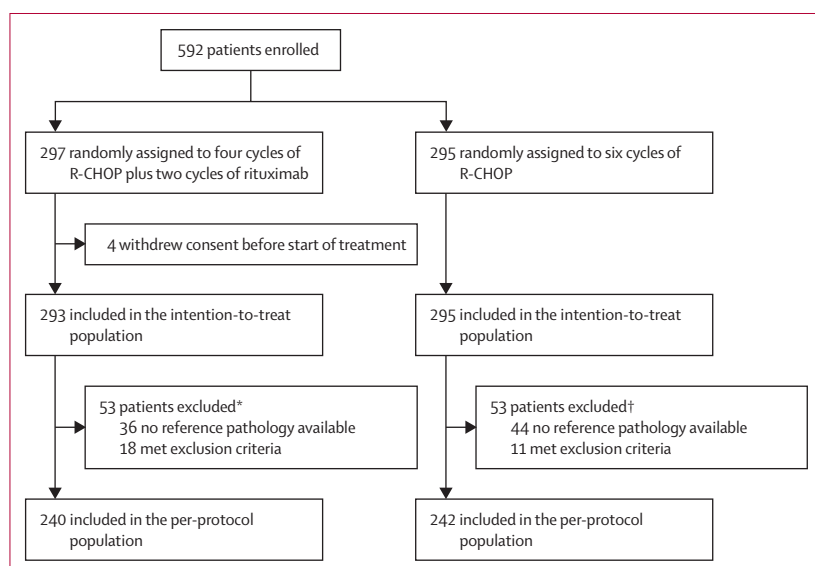 592 patients enrolled
297 randomly assigned to four cycles of
R-CHOP plus two cycles of rituximab
295 randomly assigned to six cycles of
R-CHOP
4 withdrew consent before start of treatment
293 included in the intention-to-treat
population
295 included in the intention-to-treat
population
53 patients excluded*
36 no reference pathology available
18 met exclusion criteria
53 patients excluded†
44 no reference pathology available
11 met exclusion criteria
240 included in the per-protocol
population
242 included in the per-protocol
population